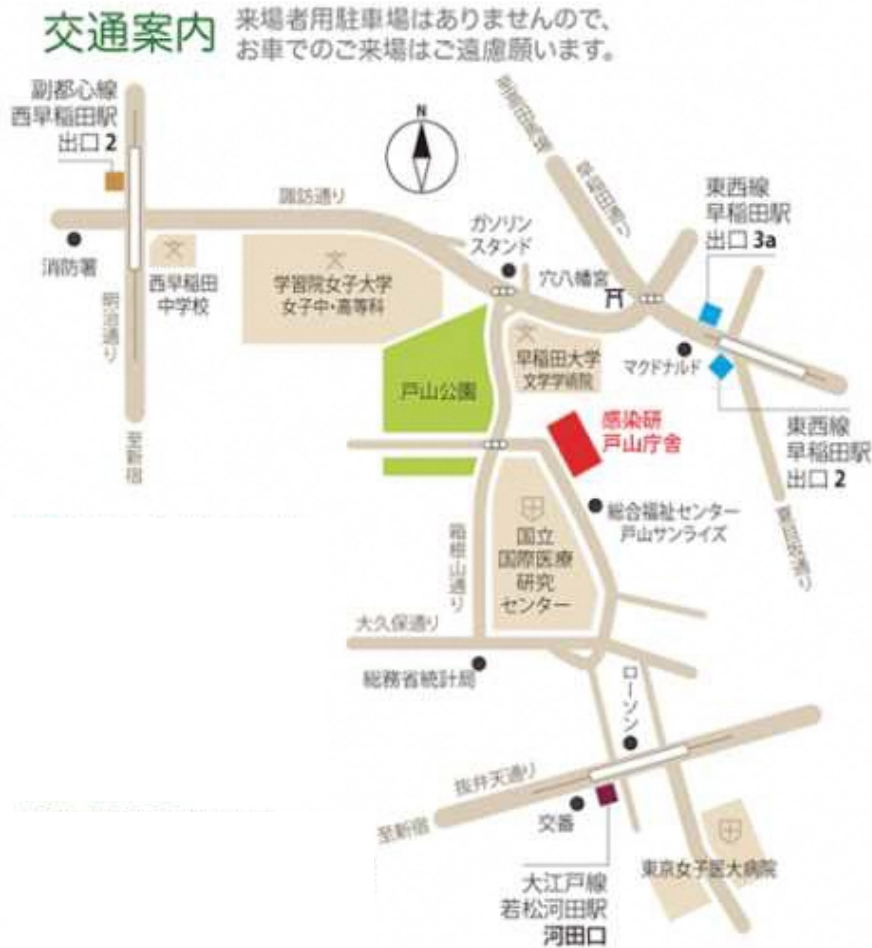 交通案内
来場者用駐車場はありませんので、
お車でのご来場はご遠慮願います。
副都心線
西早稲田駅
出口 2
N
諏訪通り
ガソリン
スタンド
早稲田通り
東西線
早稲田駅
出口 3a
消防署
西早稲田
中学校
学習院女子大学
女子中・高等科
穴八幡宮
明治通り
早稲田大学
文学学術院
マクドナルド
戸山公園
感染研
戸山庁舎
東西線
早稲田駅
出口 2
至新宿
総合福祉センター
戸山サンライズ
夏目坂通り
国立
国際医療
研究
センター
箱根山通り
大久保通り
総務省統計局
ローソン
抜弁天通り
至新宿
交番
東京女子医大病院
大江戸線
若松河田駅
河田口